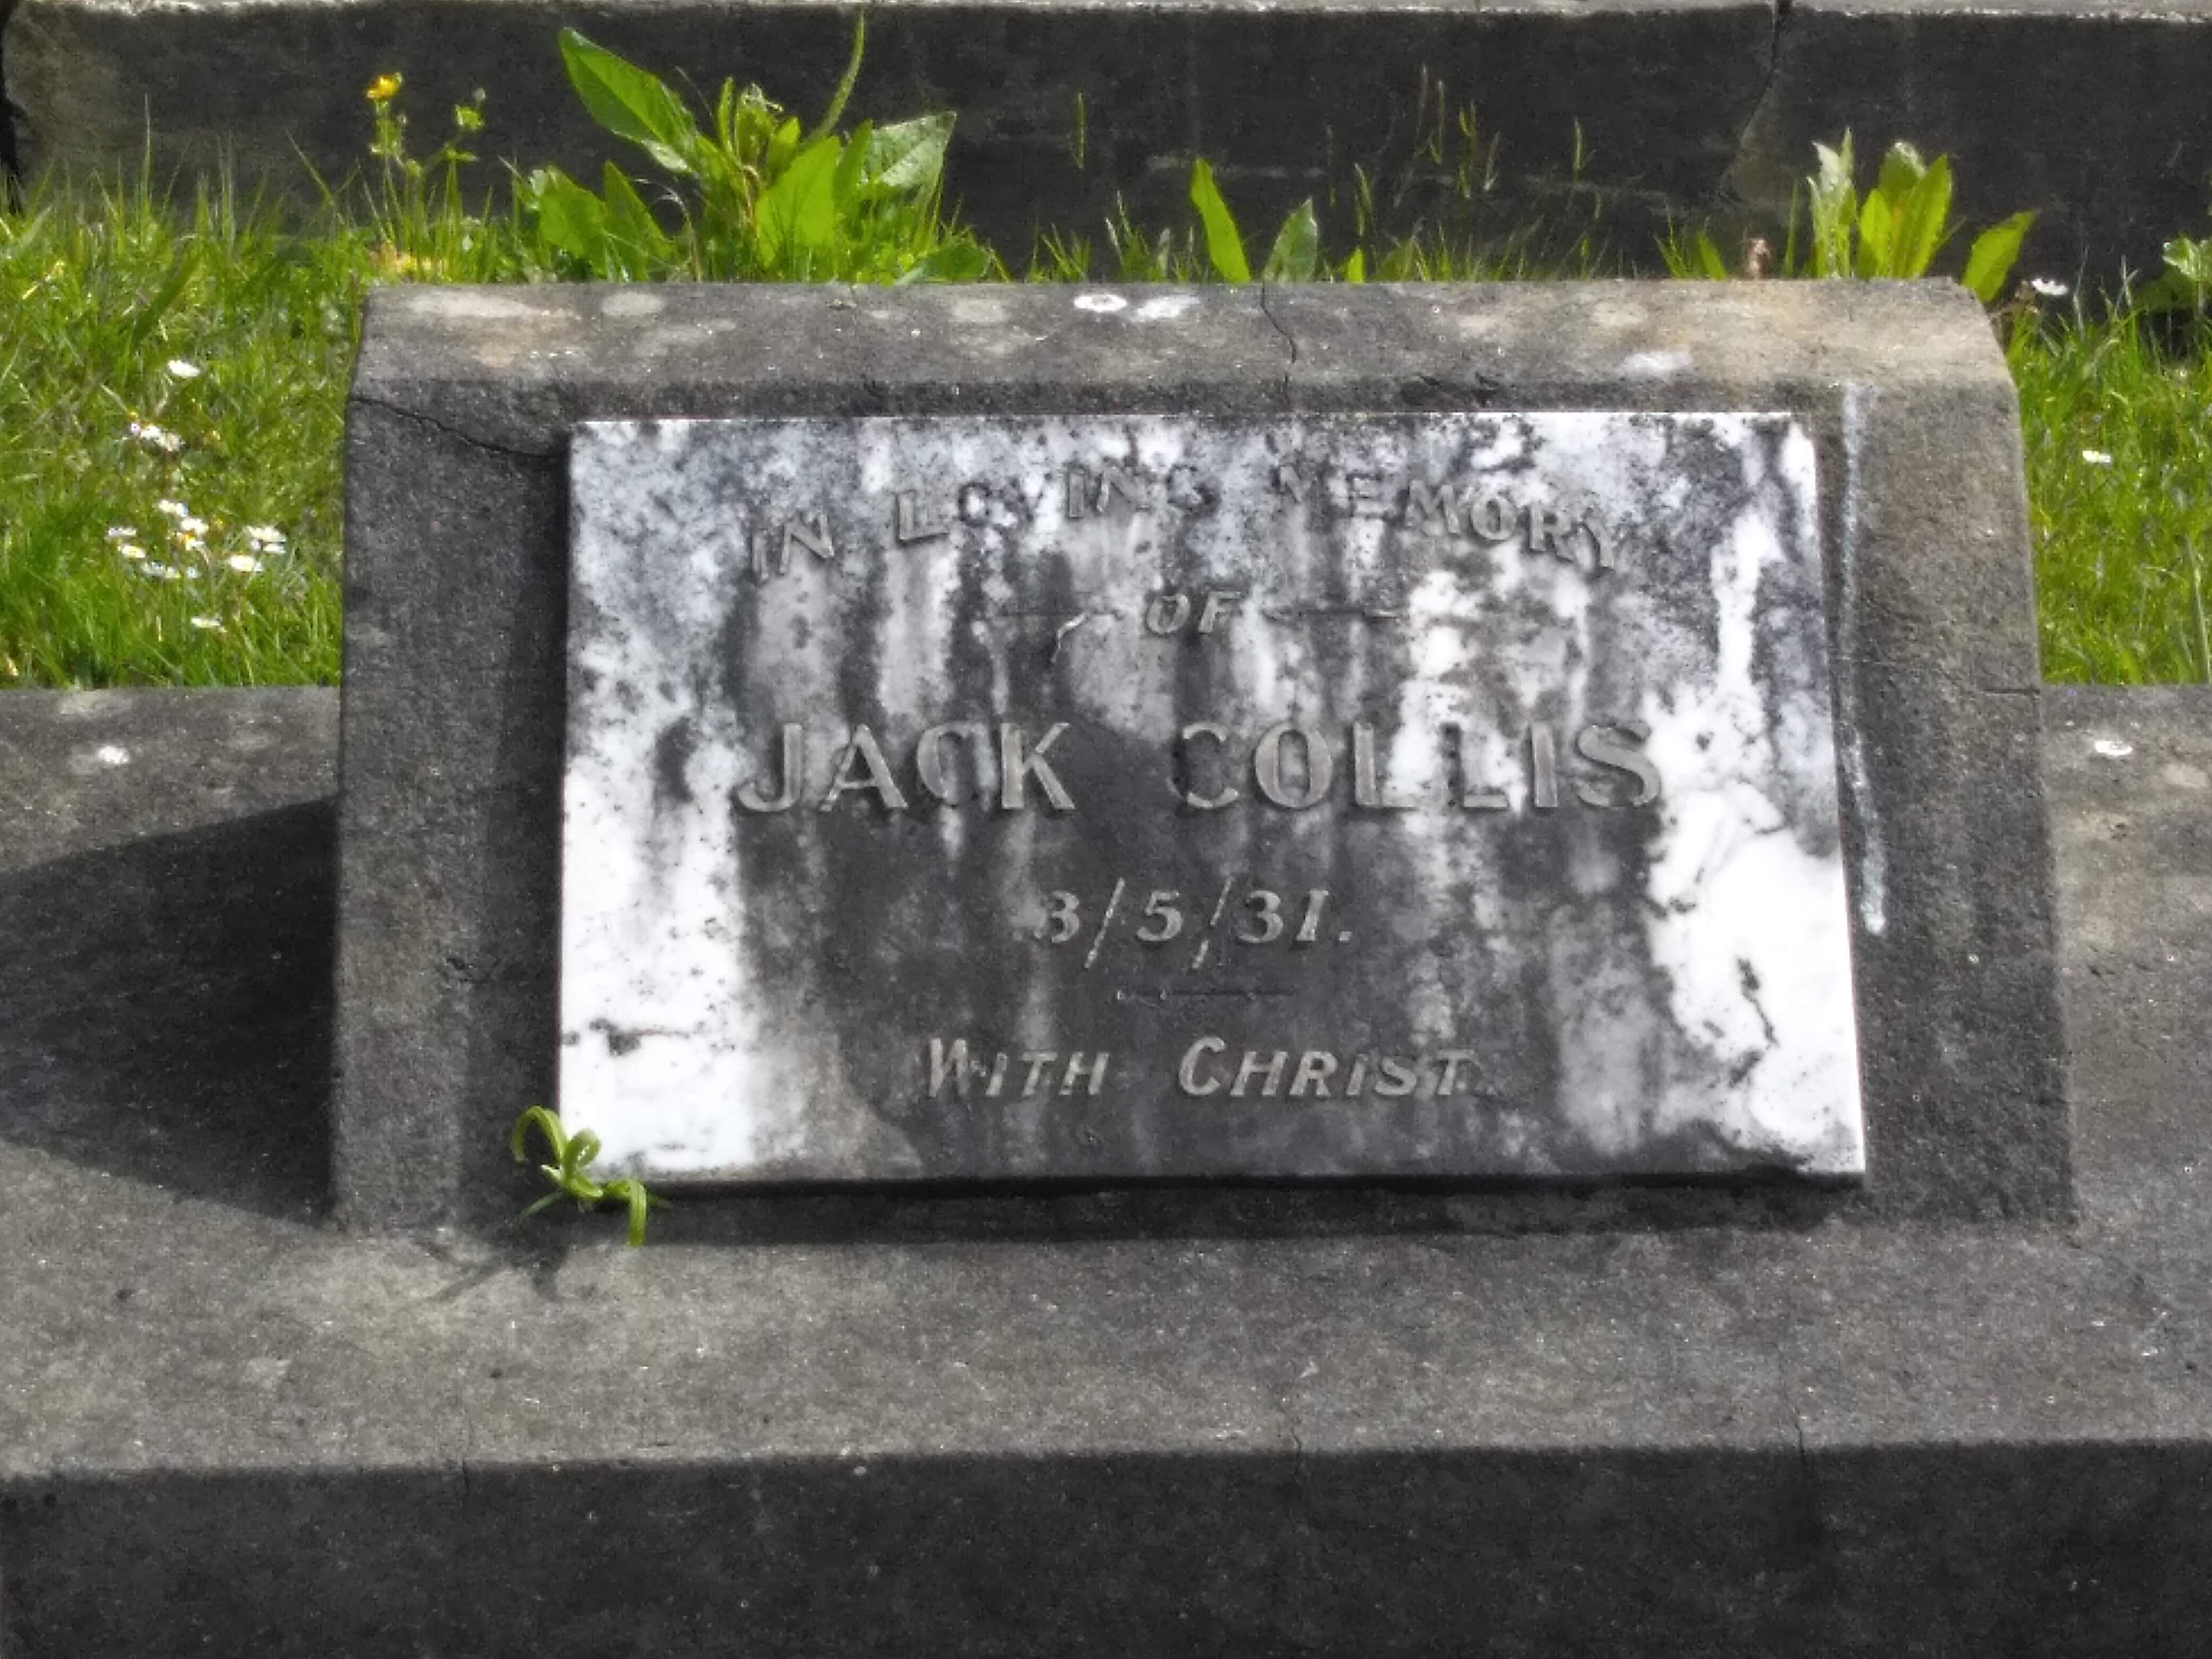 IN LOVING MEMORY
OF
JACK COLLIS
3/5/31.
WITH CHRIST